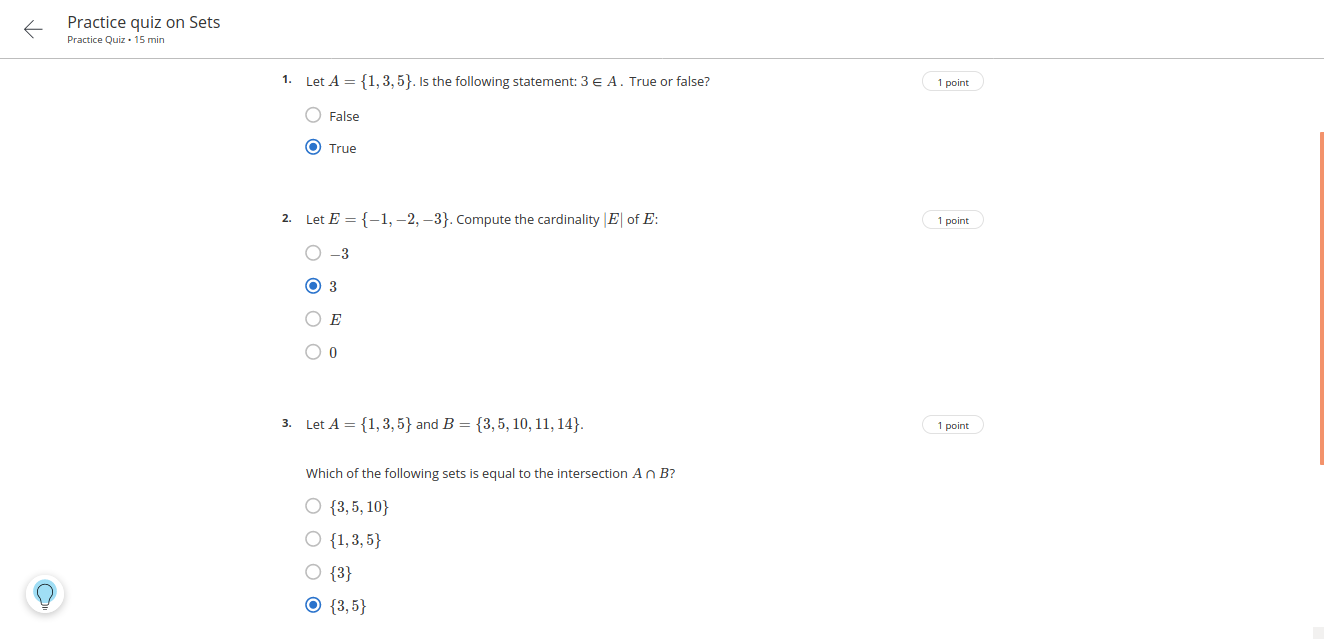 Practice quiz on Sets
Practice Quiz • 15 min
1. Let A = {1, 3, 5}. Is the following statement: 3 ∈ A . True or false?
1 point
False
True
2. Let E = {−1, −2, −3}. Compute the cardinality |E| of E:
1 point
−3
3
E
0
3. Let A = {1, 3, 5} and B = {3, 5, 10, 11, 14}.
1 point
Which of the following sets is equal to the intersection A ∩ B?
{3, 5, 10}
{1, 3, 5}
{3}
{3, 5}